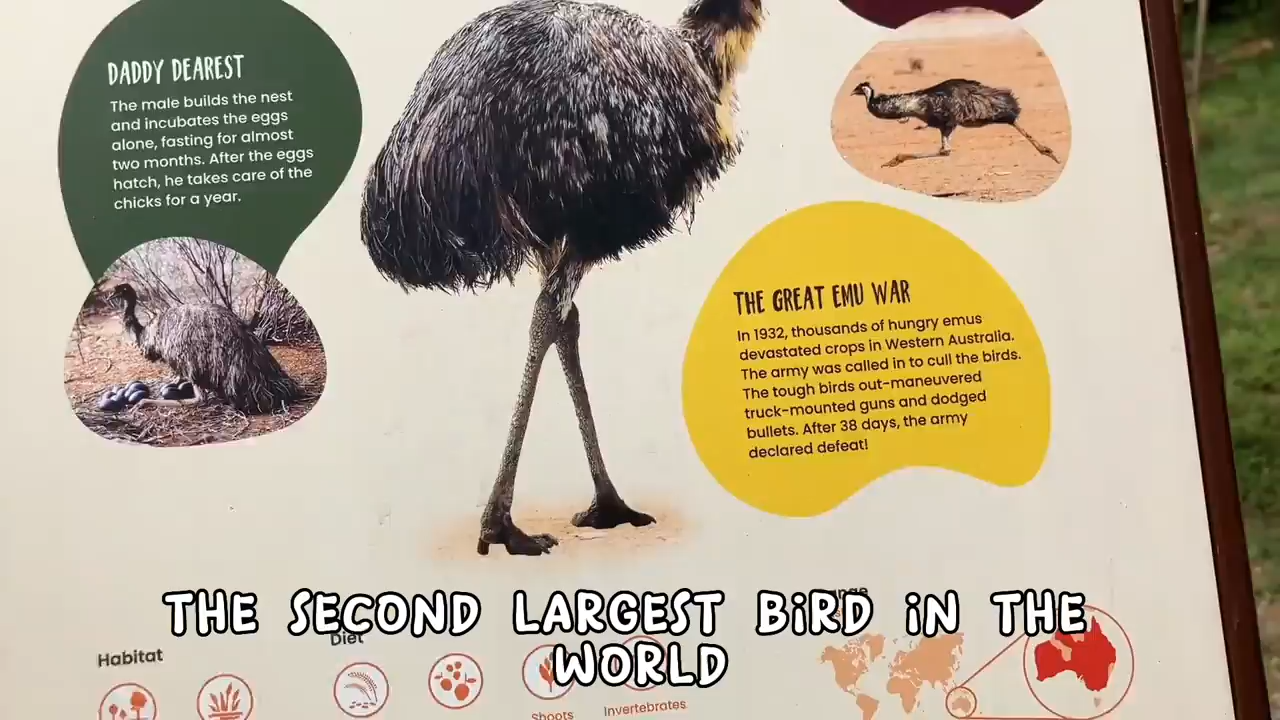 DADDY DEAREST
The male builds the nest
and incubates the eggs
alone, fasting for almost
two months. After the eggs
hatch, he takes care of the
chicks for a year.
THE GREAT EMU WAR
In 1932, thousands of hungry emus
devastated crops in Western Australia.
The army was called in to cull the birds.
The tough birds out-maneuvered
truck-mounted guns and dodged
bullets. After 38 days, the army
declared defeat!
THE SECOND LARGEST BIRD IN THE
WORLD
Habitat
Diet
Shoots
Invertebrates